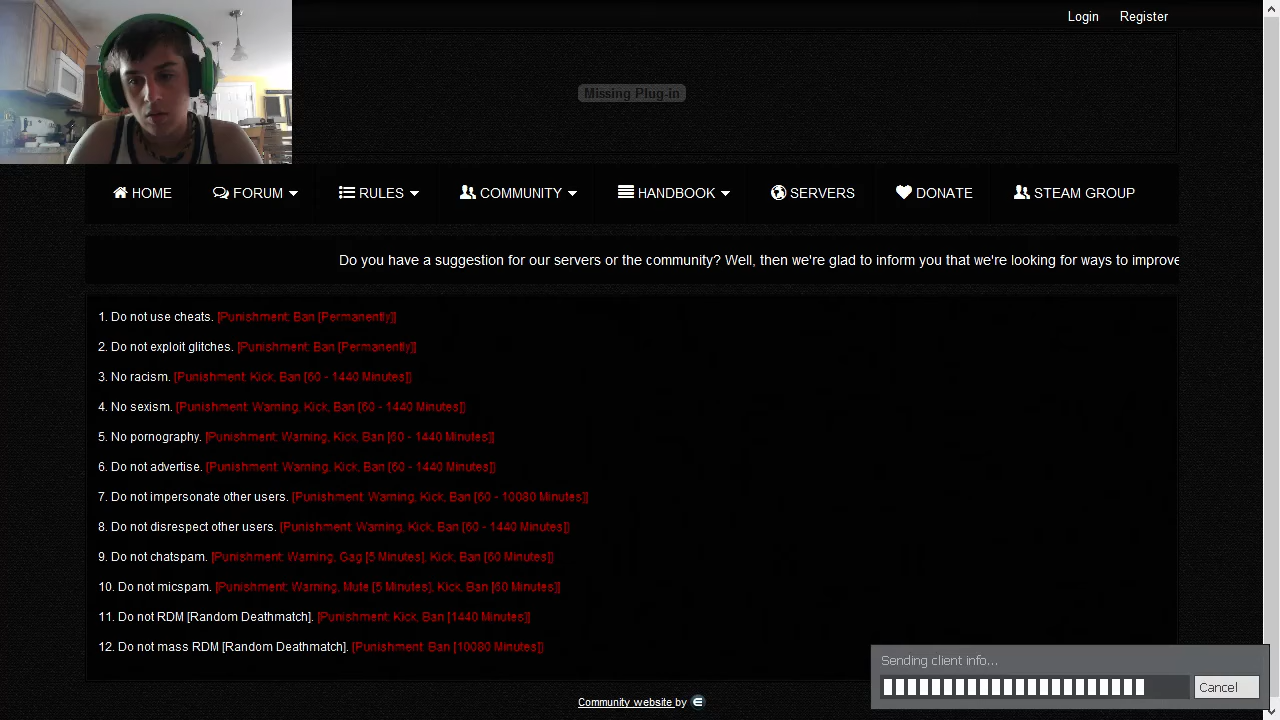 Login Register
Missing Plug-in
HOME FORUM RULES COMMUNITY HANDBOOK SERVERS DONATE STEAM GROUP
Do you have a suggestion for our servers or the community? Well, then we're glad to inform you that we're looking for ways to improve
1. Do not use cheats. [Punishment: Ban [Permanently]]
2. Do not exploit glitches. [Punishment: Ban [Permanently]]
3. No racism. [Punishment: Kick, Ban [60 - 1440 Minutes]]
4. No sexism. [Punishment: Warning, Kick, Ban [60 - 1440 Minutes]]
5. No pornography. [Punishment: Warning, Kick, Ban [60 - 1440 Minutes]]
6. Do not advertise. [Punishment: Warning, Kick, Ban [60 - 1440 Minutes]]
7. Do not impersonate other users. [Punishment: Warning, Kick, Ban [60 - 10080 Minutes]]
8. Do not disrespect other users. [Punishment: Warning, Kick, Ban [60 - 1440 Minutes]]
9. Do not chatspam. [Punishment: Warning, Gag [5 Minutes], Kick, Ban [60 Minutes]]
10. Do not micspam. [Punishment: Warning, Mute [5 Minutes], Kick, Ban [60 Minutes]]
11. Do not RDM [Random Deathmatch]. [Punishment: Kick, Ban [1440 Minutes]]
12. Do not mass RDM [Random Deathmatch]. [Punishment: Ban [10080 Minutes]]
Sending client info...
Cancel
Community website by